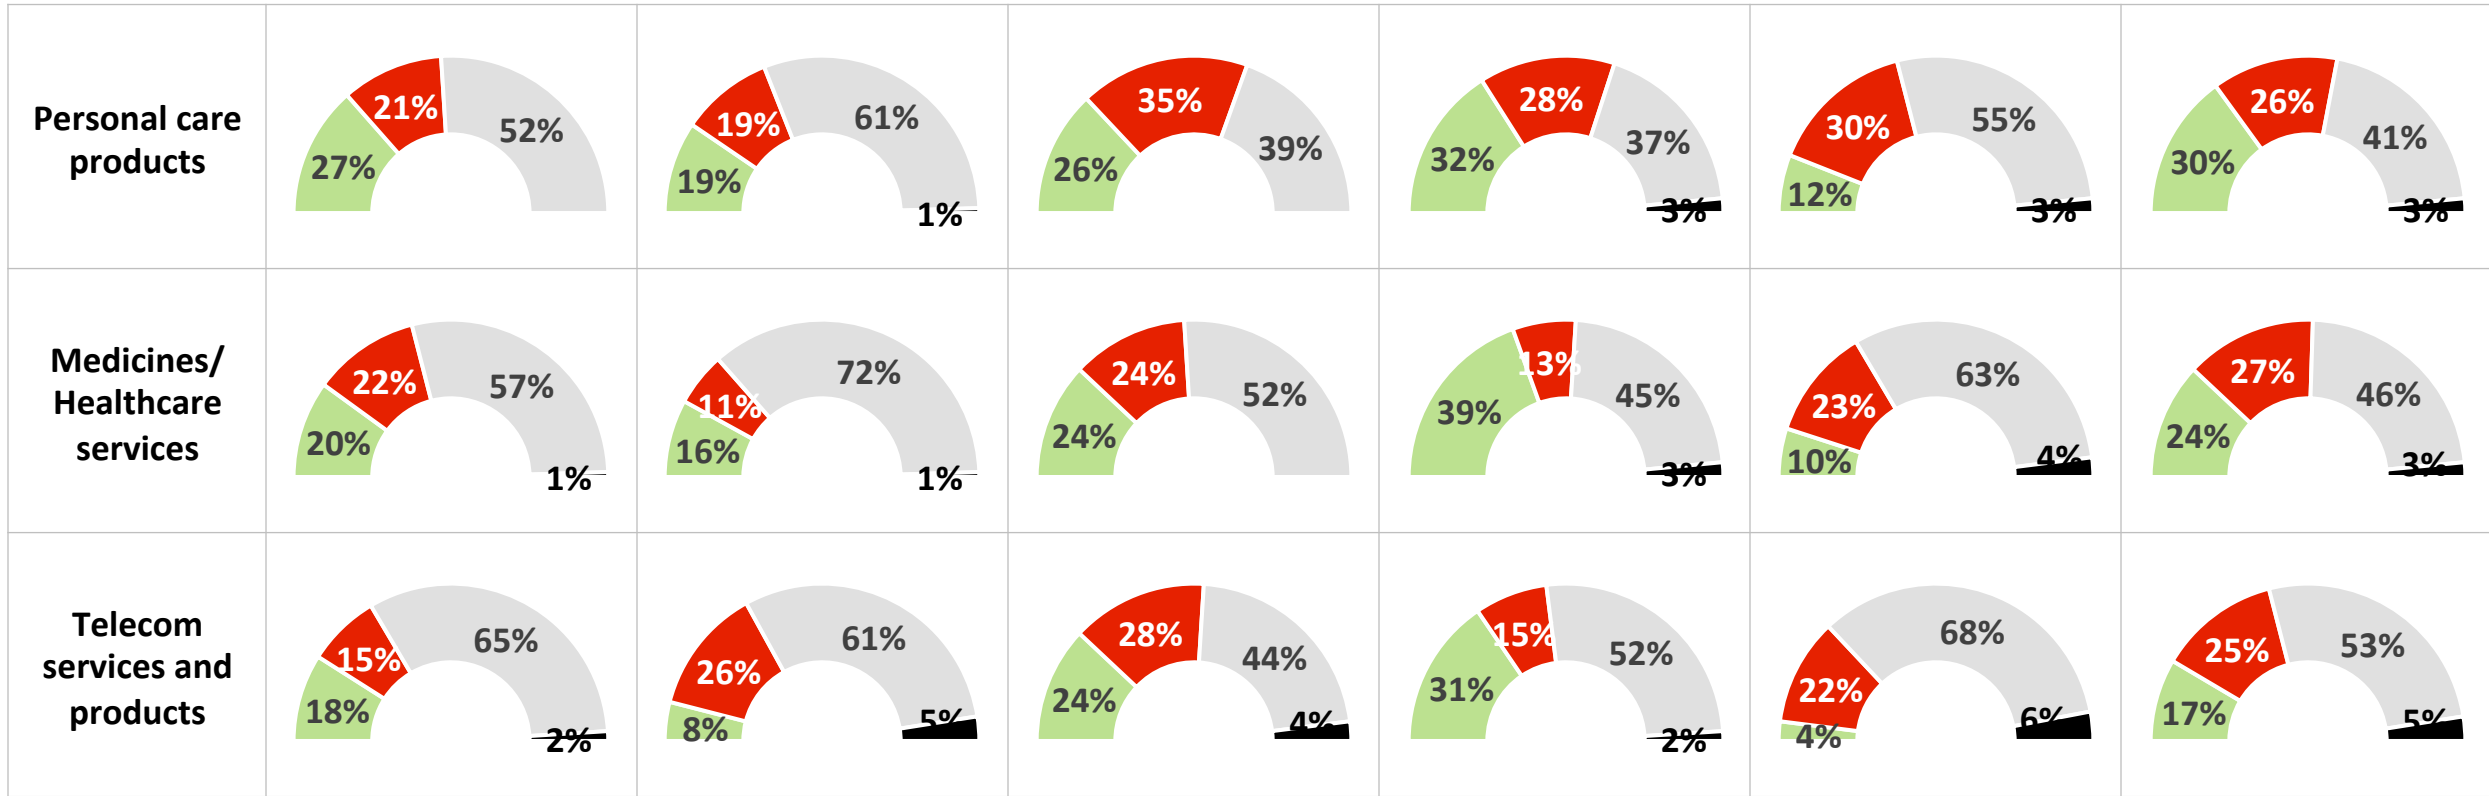 Personal care
products
27% 21% 52%
19% 19% 61% 1%
26% 35% 39%
32% 28% 37% 3%
12% 30% 55% 3%
30% 26% 41% 3%
Medicines/
Healthcare
services
20% 22% 57% 1%
16% 11% 72% 1%
24% 24% 52%
39% 13% 45% 3%
10% 23% 63% 4%
24% 27% 46% 3%
Telecom
services and
products
18% 15% 65% 2%
8% 26% 61% 5%
24% 28% 44% 4%
31% 15% 52% 2%
4% 22% 68% 6%
17% 25% 53% 5%